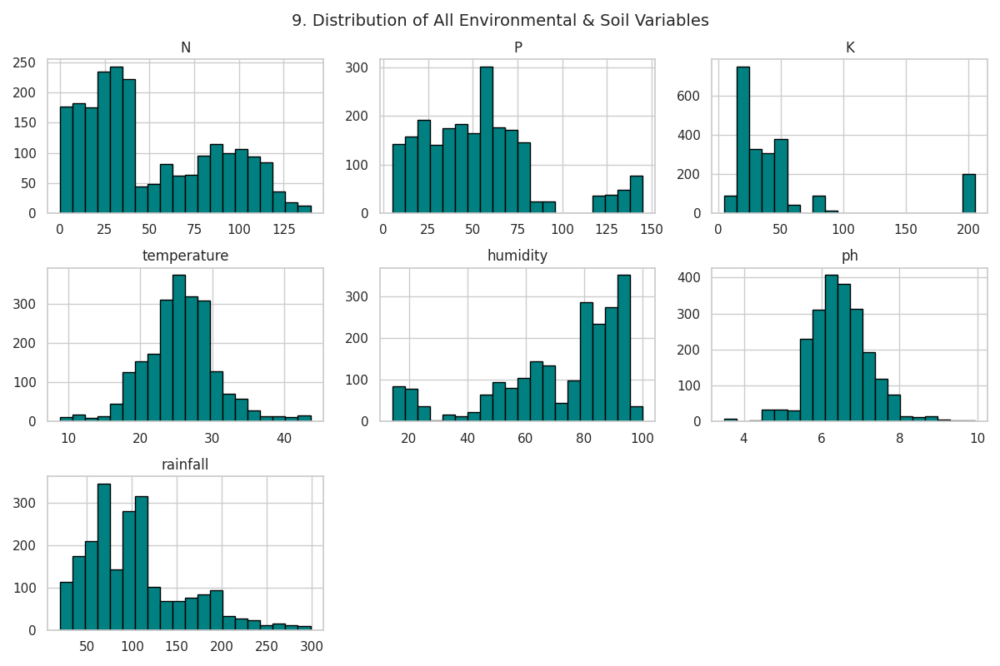 9. Distribution of All Environmental & Soil Variables
N P K
250
200
150
100
50
0
0 25 50 75 100 125
300
200
100
0
0 25 50 75 100 125 150
600
400
200
0
0 50 100 150 200
temperature humidity ph
300
200
100
0
10 20 30 40
300
200
100
0
20 40 60 80 100
400
300
200
100
0
4 6 8 10
rainfall
300
200
100
0
50 100 150 200 250 300